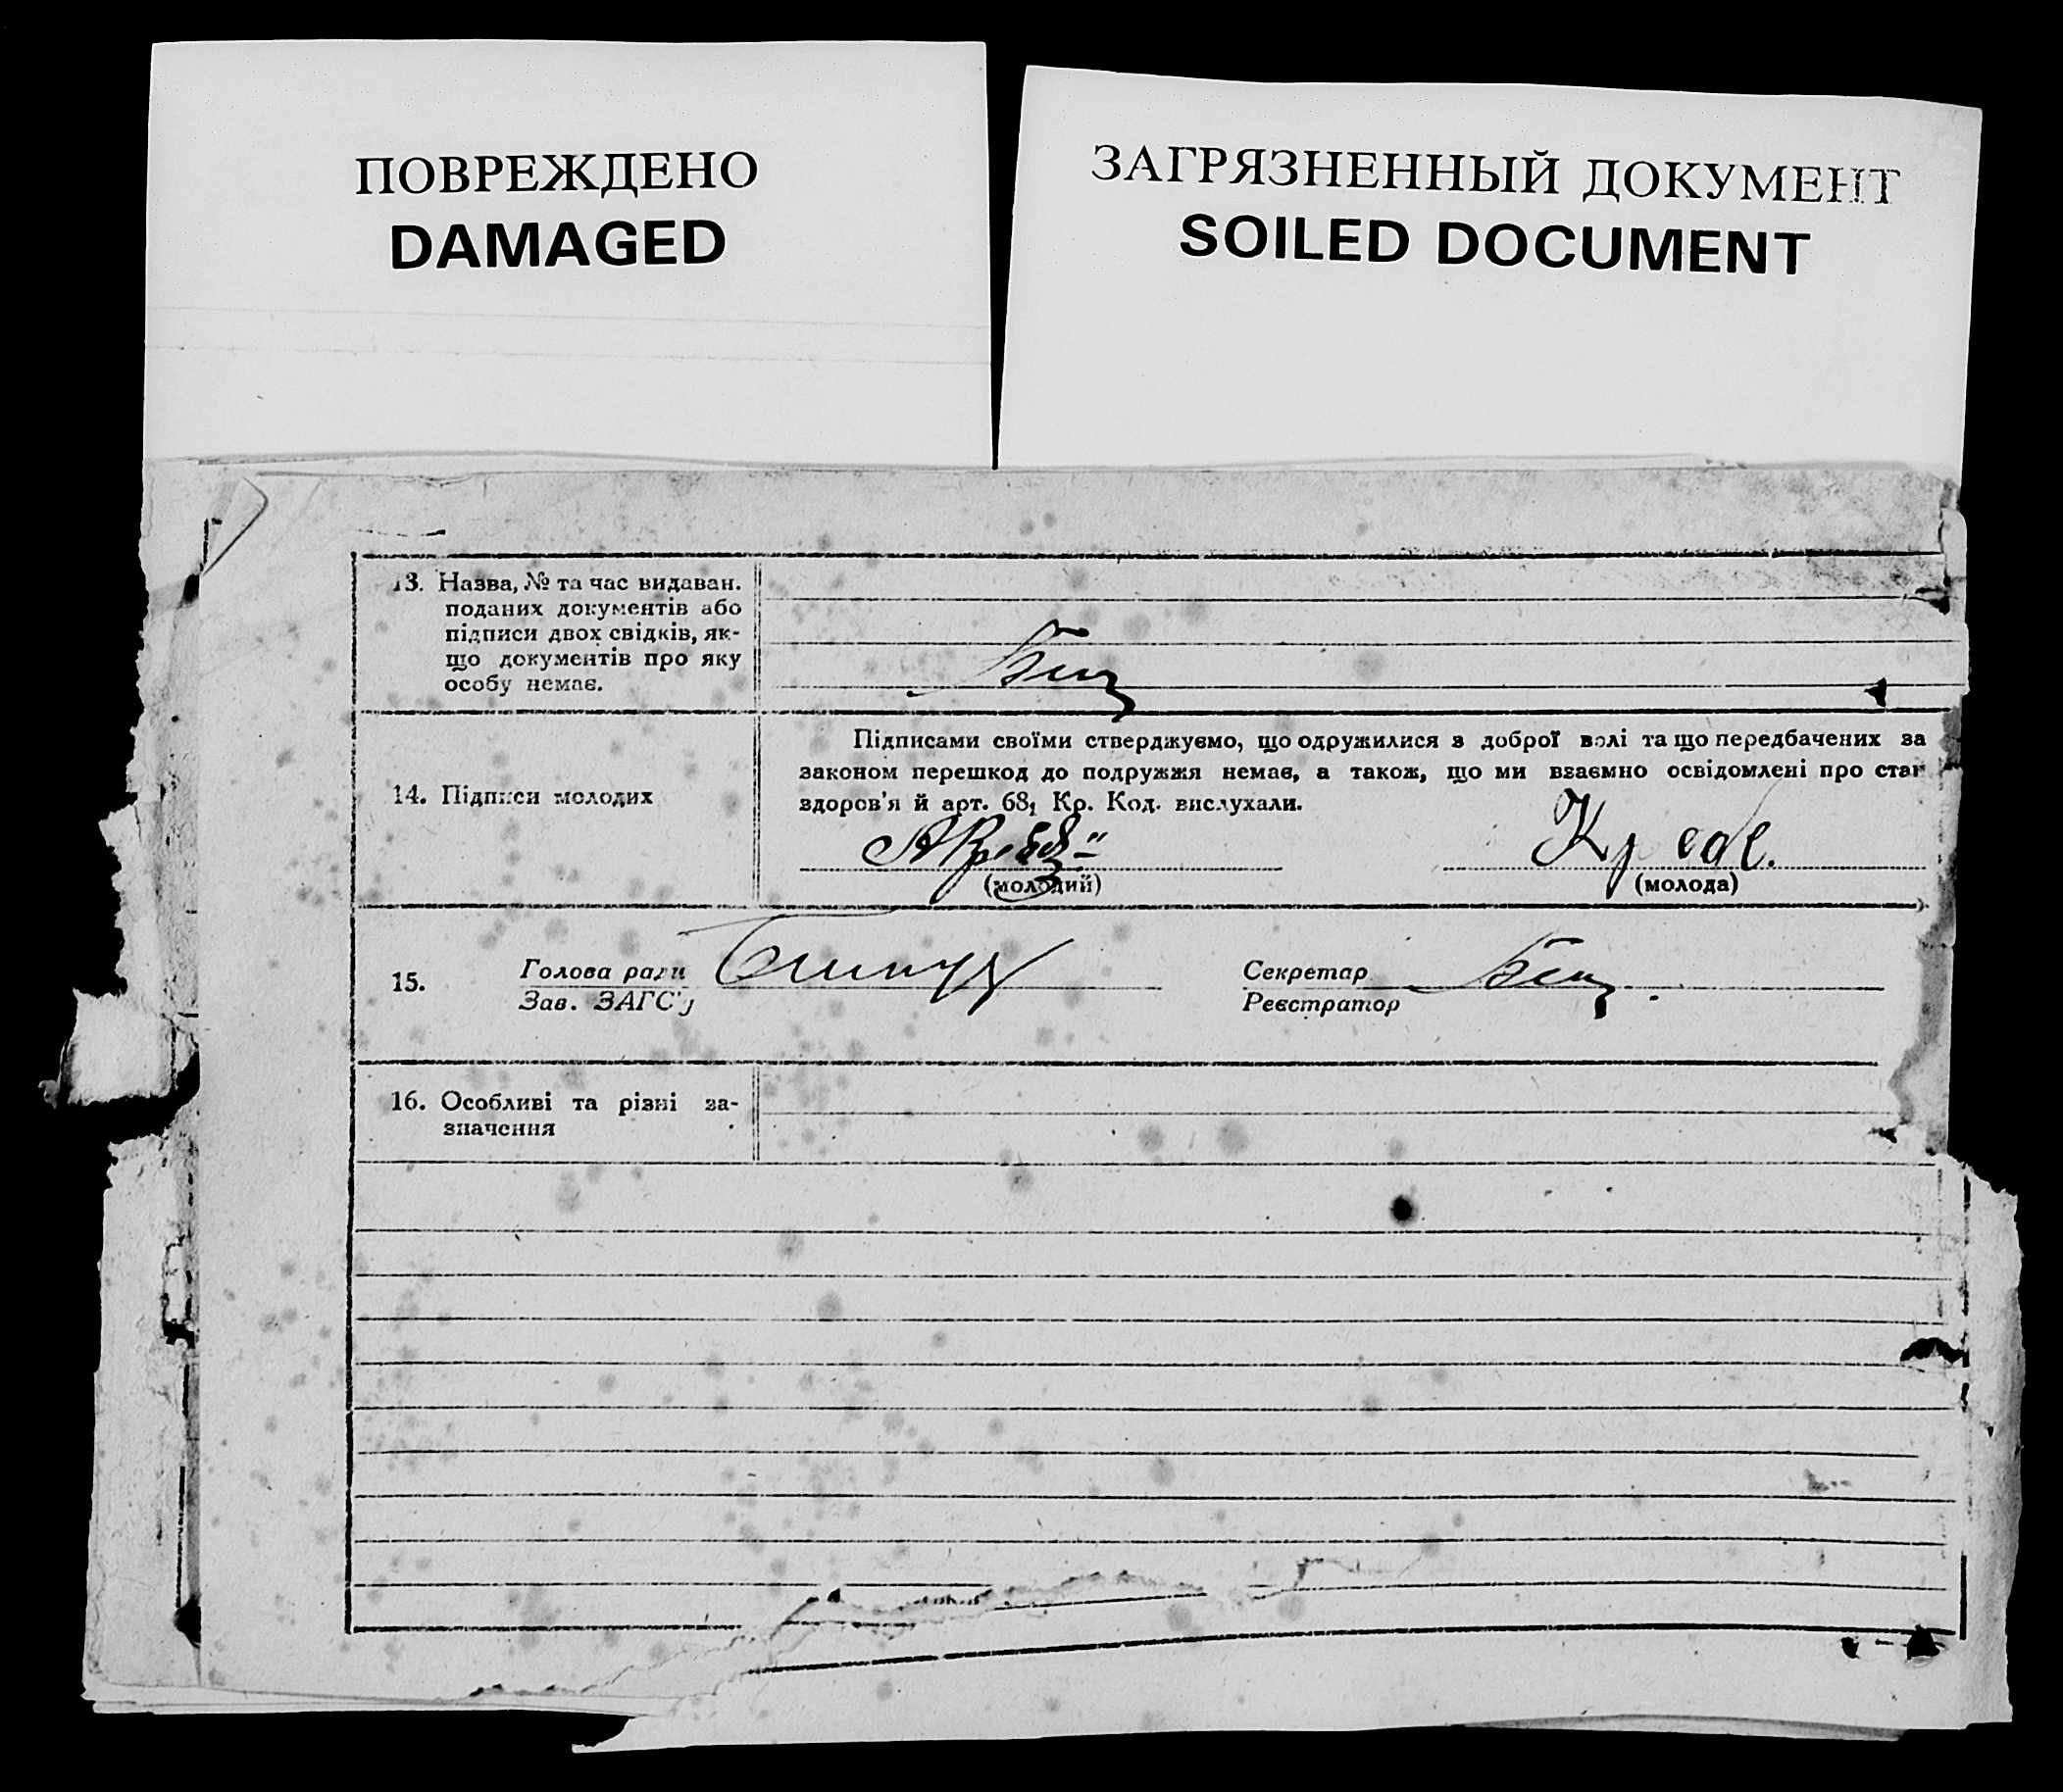 ПОВРЕЖДЕНО
DAMAGED
ЗАГРЯЗНЕННЫЙ ДОКУМЕНТ
SOILED DOCUMENT
13. Назва, № та час видаван.
поданих документів або
підписи двох свідків, як-
що документів про яку
особу немає.
14. Підписи молодих
Підписами своїми стверджуємо, що одружилися з доброї волі та що передбачених за
законом перешкод до подружжя немає, а також, що ми взаємно освідомлені про стан
здоров'я й арт. 68, Кр. Код. вислухали.
(молодий)
(молода)
15.
Голова ради
Зав. ЗАГС'у
Секретар
Реєстратор
16. Особливі та різні за-
значення